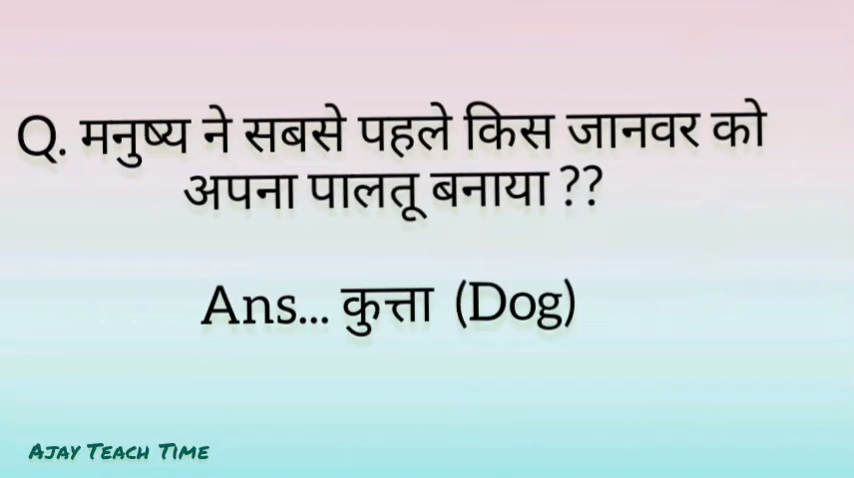 Q. मनुष्य ने सबसे पहले किस जानवर को
अपना पालतू बनाया ??
Ans... कुत्ता (Dog)
AJAY TEACH TIME